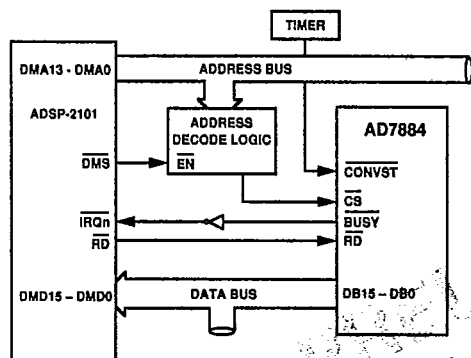 TIMER
DMA13 - DMA0
ADDRESS BUS
ADSP-2101
ADDRESS
DECODE LOGIC
AD7884
DMS
EN
CONVST
CS
IRQn
BUSY
RD
RD
DMD15 – DMD0
DATA BUS
DB15 – DB0